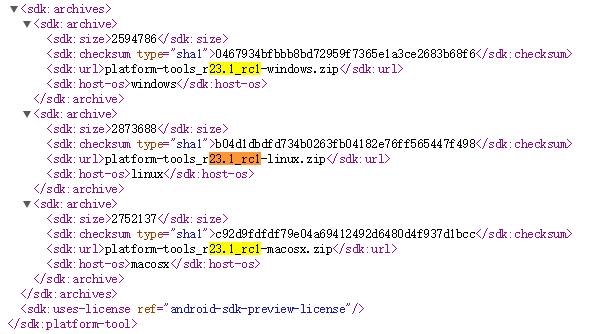 <sdk:archives>
<sdk:archive>
<sdk:size>2594786</sdk:size>
<sdk:checksum type="sha1">0467934bfbbb8bd72959f7365e1a3ce2683b68f6</sdk:checksum>
<sdk:url>platform-tools_r23.1_rc1-windows.zip</sdk:url>
<sdk:host-os>windows</sdk:host-os>
</sdk:archive>
<sdk:archive>
<sdk:size>2873688</sdk:size>
<sdk:checksum type="sha1">b04d1dbdfd734b0263fb04182e76ff565447f498</sdk:checksum>
<sdk:url>platform-tools_r23.1_rc1-linux.zip</sdk:url>
<sdk:host-os>linux</sdk:host-os>
</sdk:archive>
<sdk:archive>
<sdk:size>2752137</sdk:size>
<sdk:checksum type="sha1">c92d9fdfdf79e04a69412492d6480d4f937d1bcc</sdk:checksum>
<sdk:url>platform-tools_r23.1_rc1-macosx.zip</sdk:url>
<sdk:host-os>macosx</sdk:host-os>
</sdk:archive>
</sdk:archives>
<sdk:uses-license ref="android-sdk-preview-license"/>
</sdk:platform-tool>